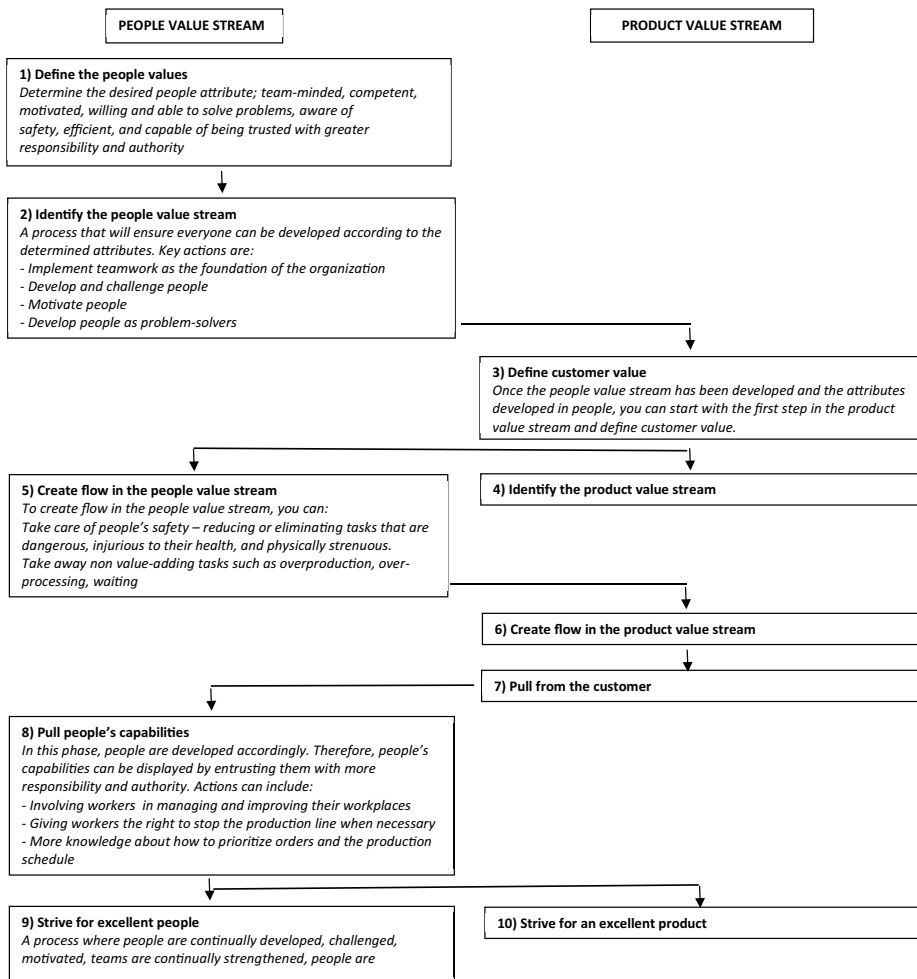 PEOPLE VALUE STREAM
PRODUCT VALUE STREAM
1) Define the people values
Determine the desired people attribute; team-minded, competent,
motivated, willing and able to solve problems, aware of
safety, efficient, and capable of being trusted with greater
responsibility and authority
2) Identify the people value stream
A process that will ensure everyone can be developed according to the
determined attributes. Key actions are:
- Implement teamwork as the foundation of the organization
- Develop and challenge people
- Motivate people
- Develop people as problem-solvers
3) Define customer value
Once the people value stream has been developed and the attributes
developed in people, you can start with the first step in the product
value stream and define customer value.
4) Identify the product value stream
5) Create flow in the people value stream
To create flow in the people value stream, you can:
Take care of people's safety – reducing or eliminating tasks that are
dangerous, injurious to their health, and physically strenuous.
Take away non value-adding tasks such as overproduction, over-
processing, waiting
6) Create flow in the product value stream
7) Pull from the customer
8) Pull people's capabilities
In this phase, people are developed accordingly. Therefore, people's
capabilities can be displayed by entrusting them with more
responsibility and authority. Actions can include:
- Involving workers in managing and improving their workplaces
- Giving workers the right to stop the production line when necessary
- More knowledge about how to prioritize orders and the production
schedule
9) Strive for excellent people
A process where people are continually developed, challenged,
motivated, teams are continually strengthened, people are
10) Strive for an excellent product